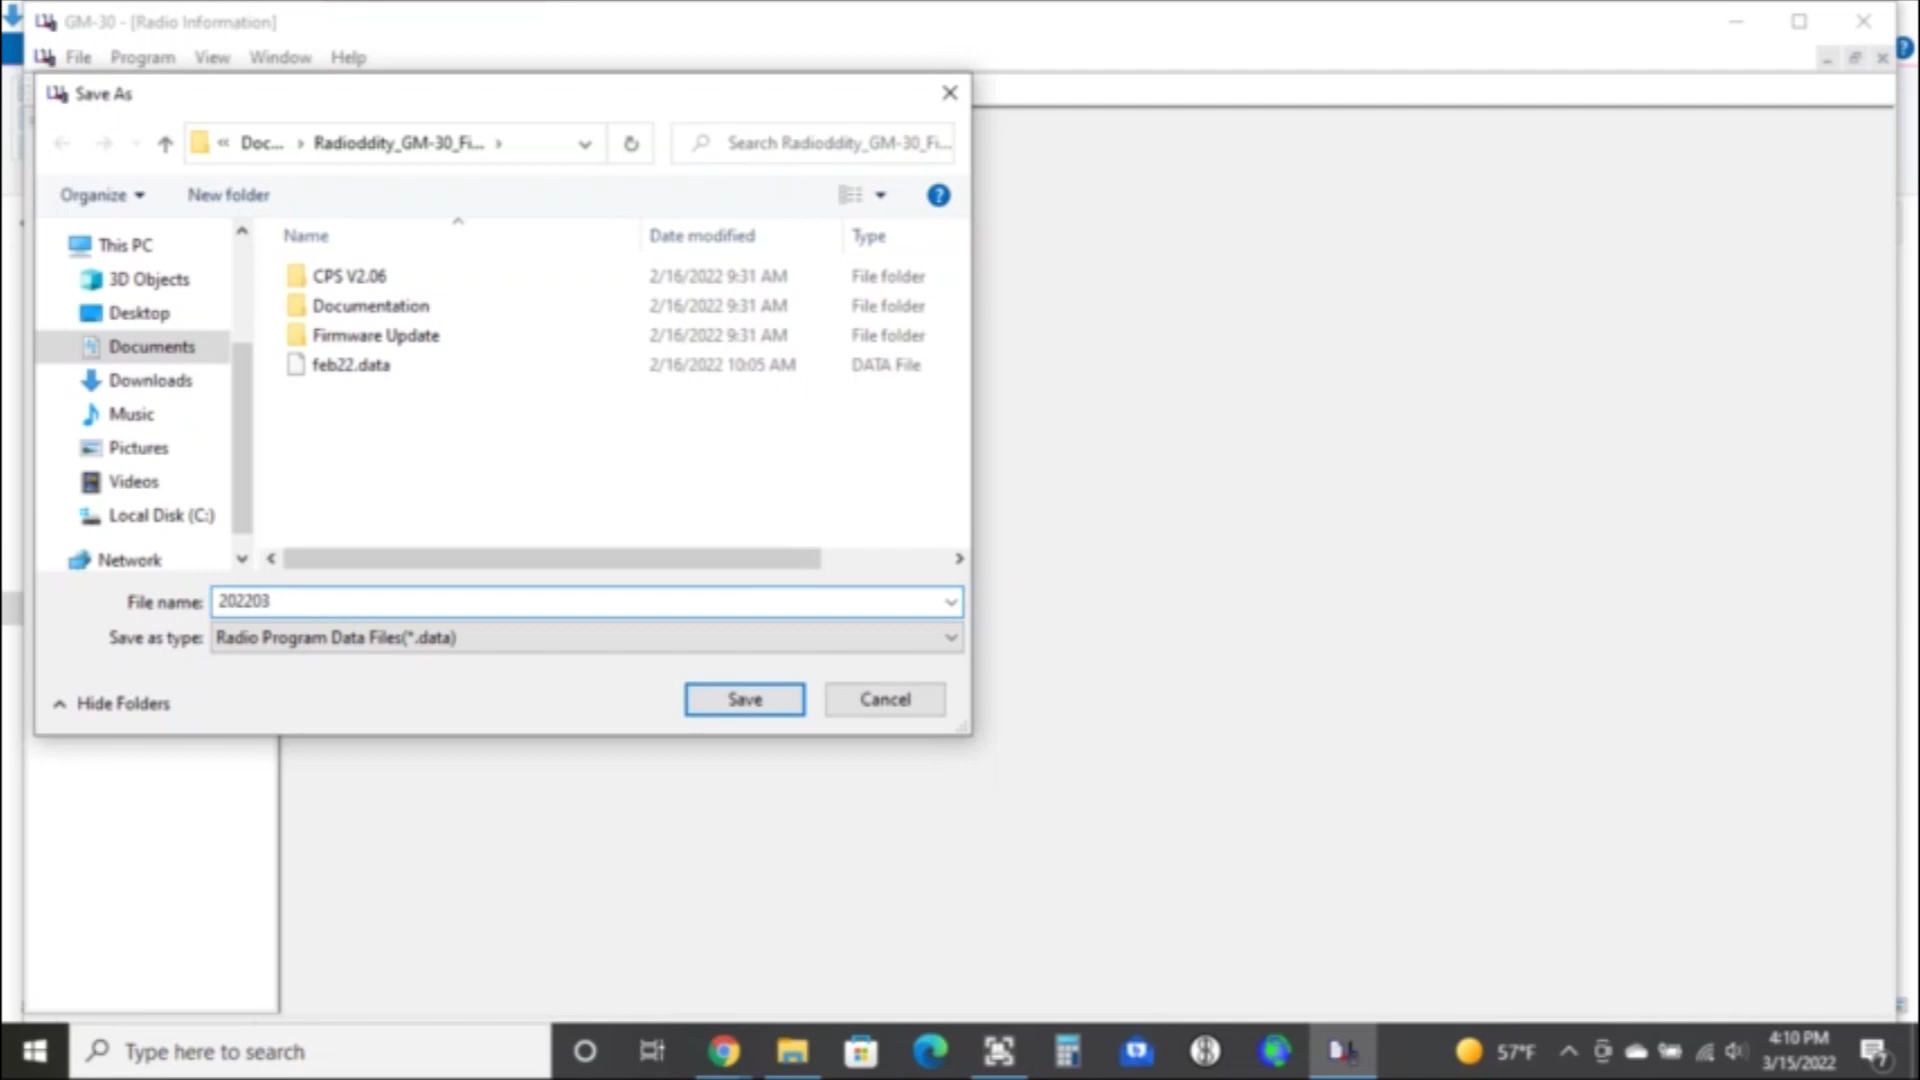 GM-30 - [Radio Information]
File Program View Window Help
Save As
« Doc... › Radioddity_GM-30_Fi... ›
Search Radioddity_GM-30_Fi...
Organize New folder
Name Date modified Type
This PC
3D Objects
Desktop
Documents
Downloads
Music
Pictures
Videos
Local Disk (C:)
Network
CPS V2.06 2/16/2022 9:31 AM File folder
Documentation 2/16/2022 9:31 AM File folder
Firmware Update 2/16/2022 9:31 AM File folder
feb22.data 2/16/2022 10:05 AM DATA File
File name: 202203
Save as type: Radio Program Data Files(*.data)
Hide Folders
Save Cancel
Type here to search
57°F
4:10 PM
3/15/2022
7